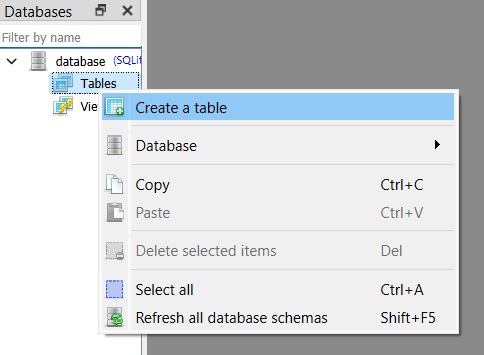 Databases
Filter by name
database (SQLit
Tables
Vie
Create a table
Database
Copy Ctrl+C
Paste Ctrl+V
Delete selected items Del
Select all Ctrl+A
Refresh all database schemas Shift+F5